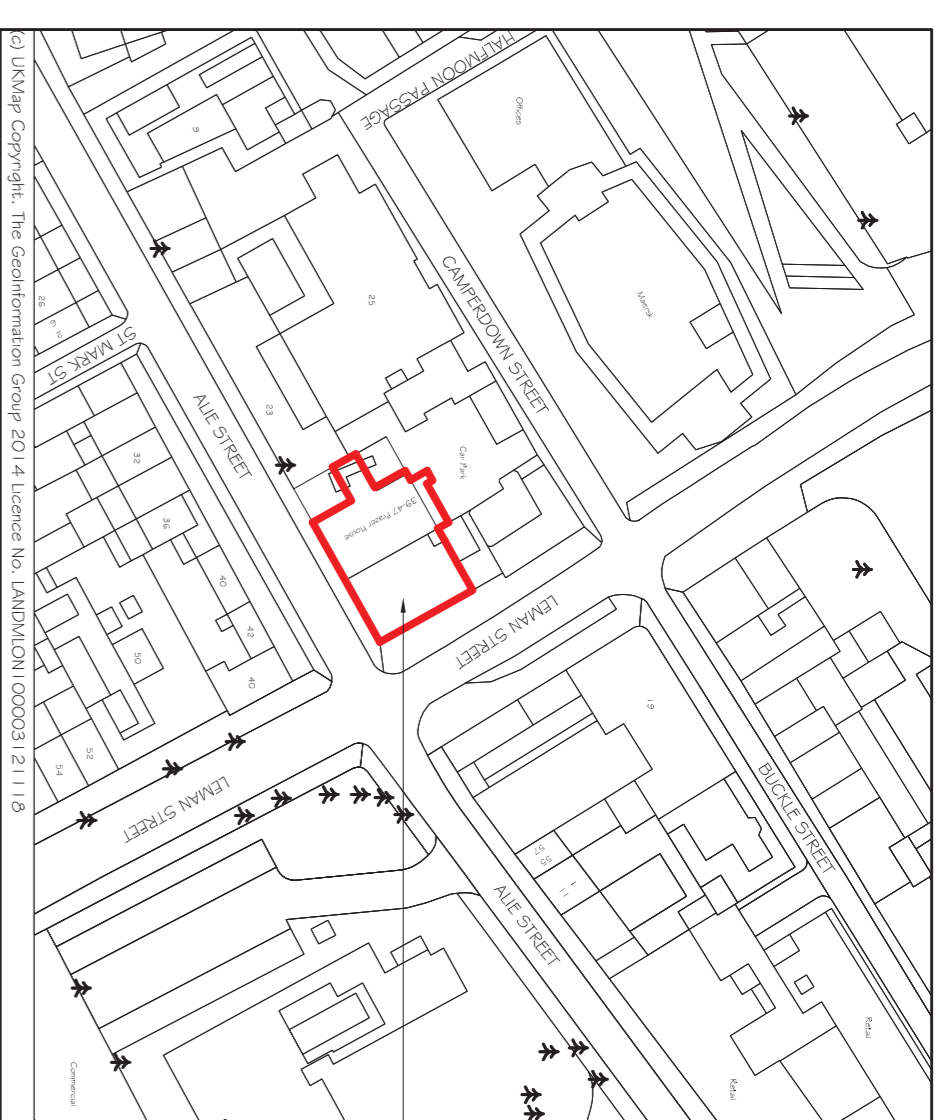 HALFMOON PASSAGE
Offices
9
CAMPERDOWN STREET
Maersk
25
26
ST MARK ST
ALIE STREET
23
Car Park
39-47 Frazer House
32
36
40
42
40
50
52
54
LEMAN STREET
LEMAN STREET
19
BUCKLE STREET
57
55
ALIE STREET
Retail
Retail
Commercial
(c) UKMap Copyright. The GeoInformation Group 2014 Licence No. LANDMLON100003121118